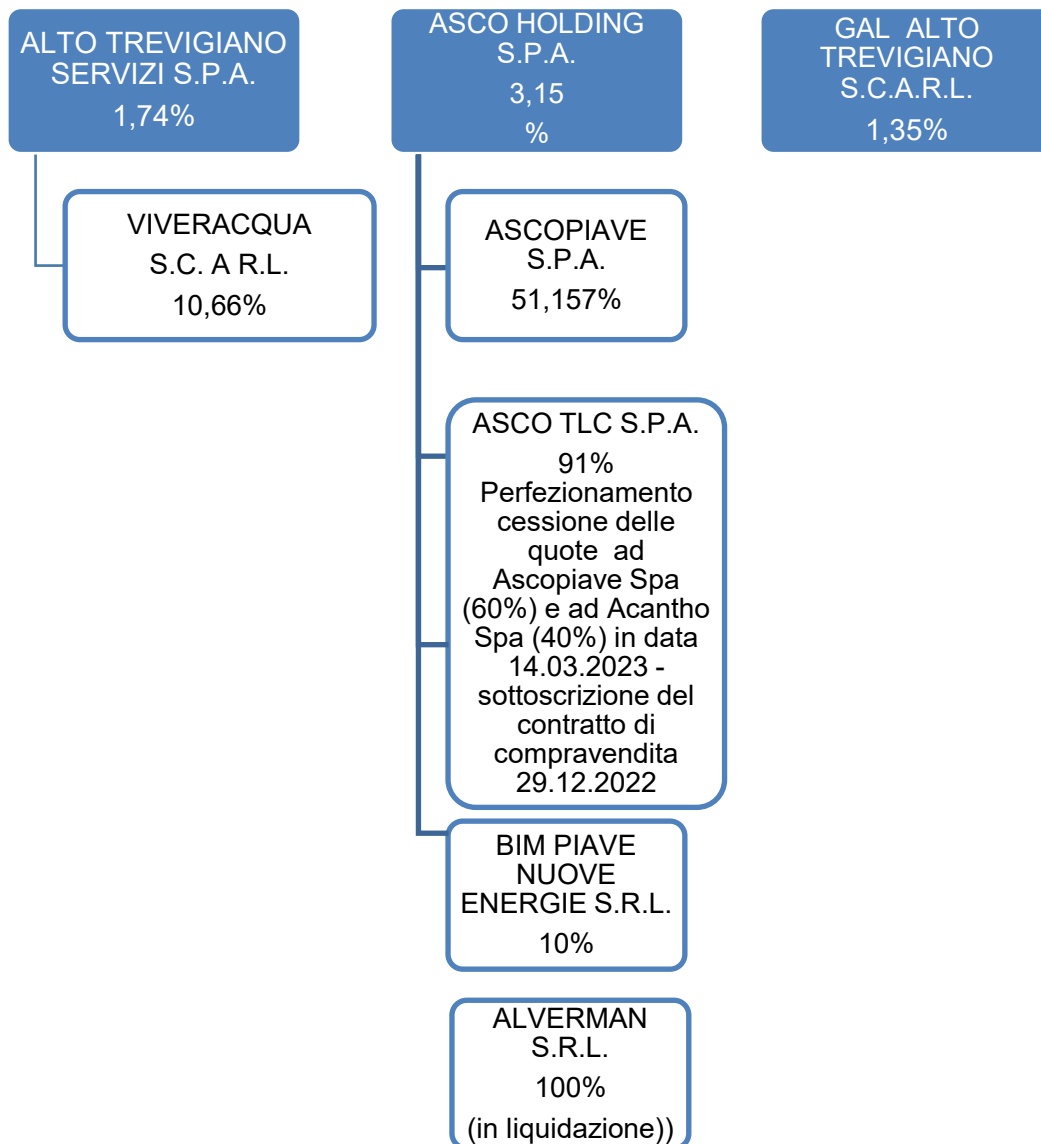 ALTO TREVIGIANO
SERVIZI S.P.A.
1,74%
ASCO HOLDING
S.P.A.
3,15
%
GAL ALTO
TREVIGIANO
S.C.A.R.L.
1,35%
VIVERACQUA
S.C. A R.L.
10,66%
ASCOPIAVE
S.P.A.
51,157%
ASCO TLC S.P.A.
91%
Perfezionamento
cessione delle
quote ad
Ascopiave Spa
(60%) e ad Acantho
Spa (40%) in data
14.03.2023 -
sottoscrizione del
contratto di
compravendita
29.12.2022
BIM PIAVE
NUOVE
ENERGIE S.R.L.
10%
ALVERMAN
S.R.L.
100%
(in liquidazione))